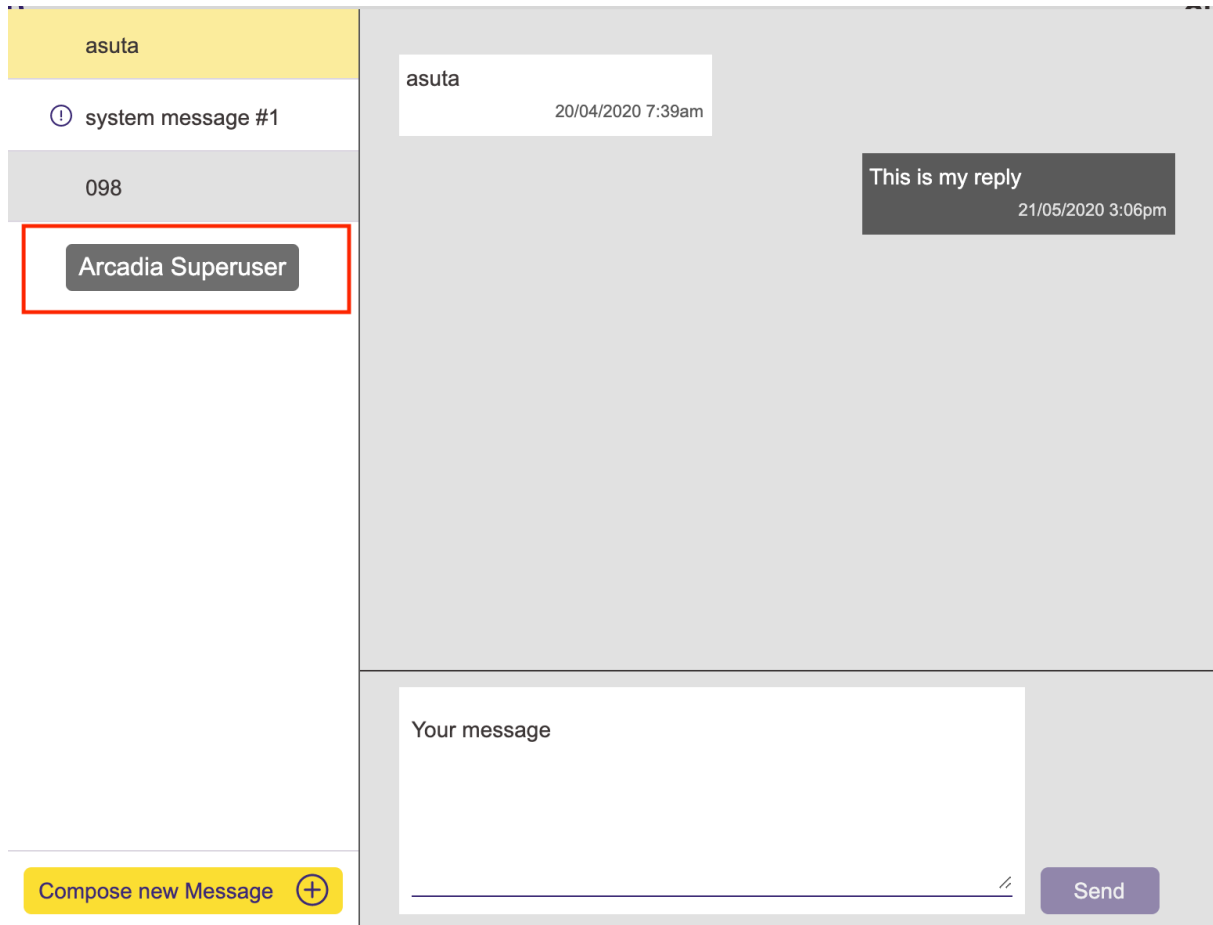 asuta
system message #1
098
Arcadia Superuser
Compose new Message
asuta
20/04/2020 7:39am
This is my reply
21/05/2020 3:06pm
Your message
Send